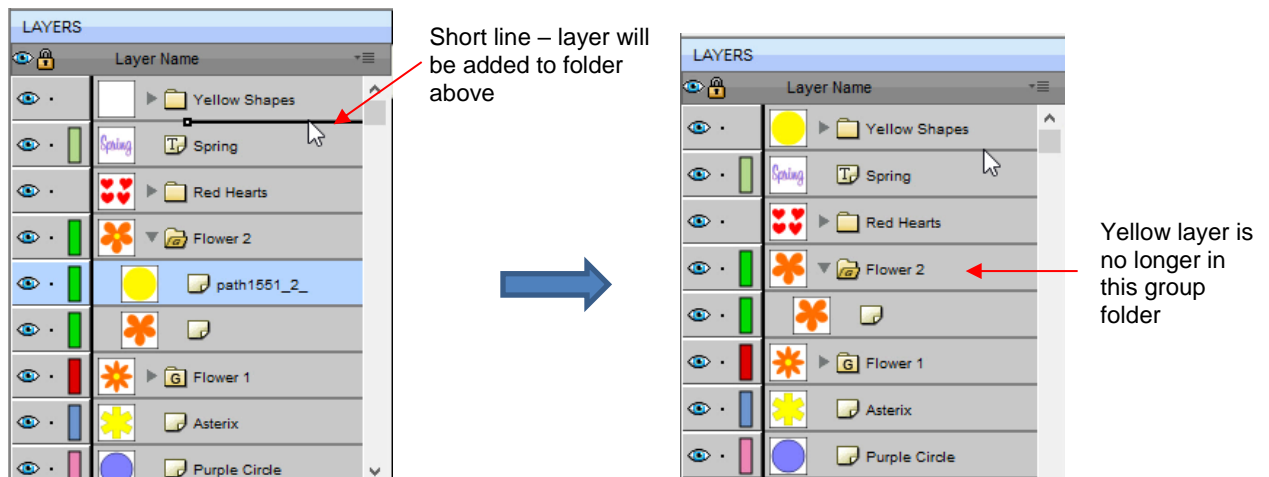 LAYERS
Layer Name
Yellow Shapes
Spring
Spring
Red Hearts
Flower 2
path1551_2_
G Flower 1
Asterix
Purple Circle
Short line – layer will
be added to folder
above
LAYERS
Layer Name
Yellow Shapes
Spring
Spring
Red Hearts
Flower 2
G Flower 1
Asterix
Purple Circle
Yellow layer is
no longer in
this group
folder